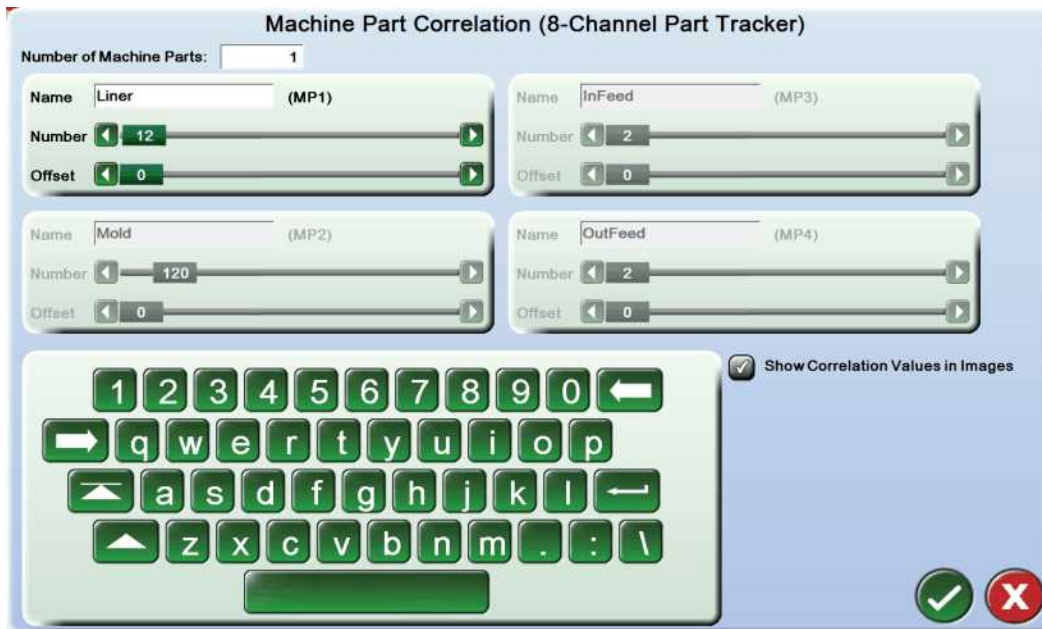 Machine Part Correlation (8-Channel Part Tracker)
Number of Machine Parts: 1
Name Liner (MP1)
Number 12
Offset 0
Name InFeed (MP3)
Number 2
Offset 0
Name Mold (MP2)
Number 120
Offset 0
Name OutFeed (MP4)
Number 2
Offset 0
Show Correlation Values in Images
1 2 3 4 5 6 7 8 9 0
q w e r t y u i o p
a s d f g h j k l
z x c v b n m . : \
X